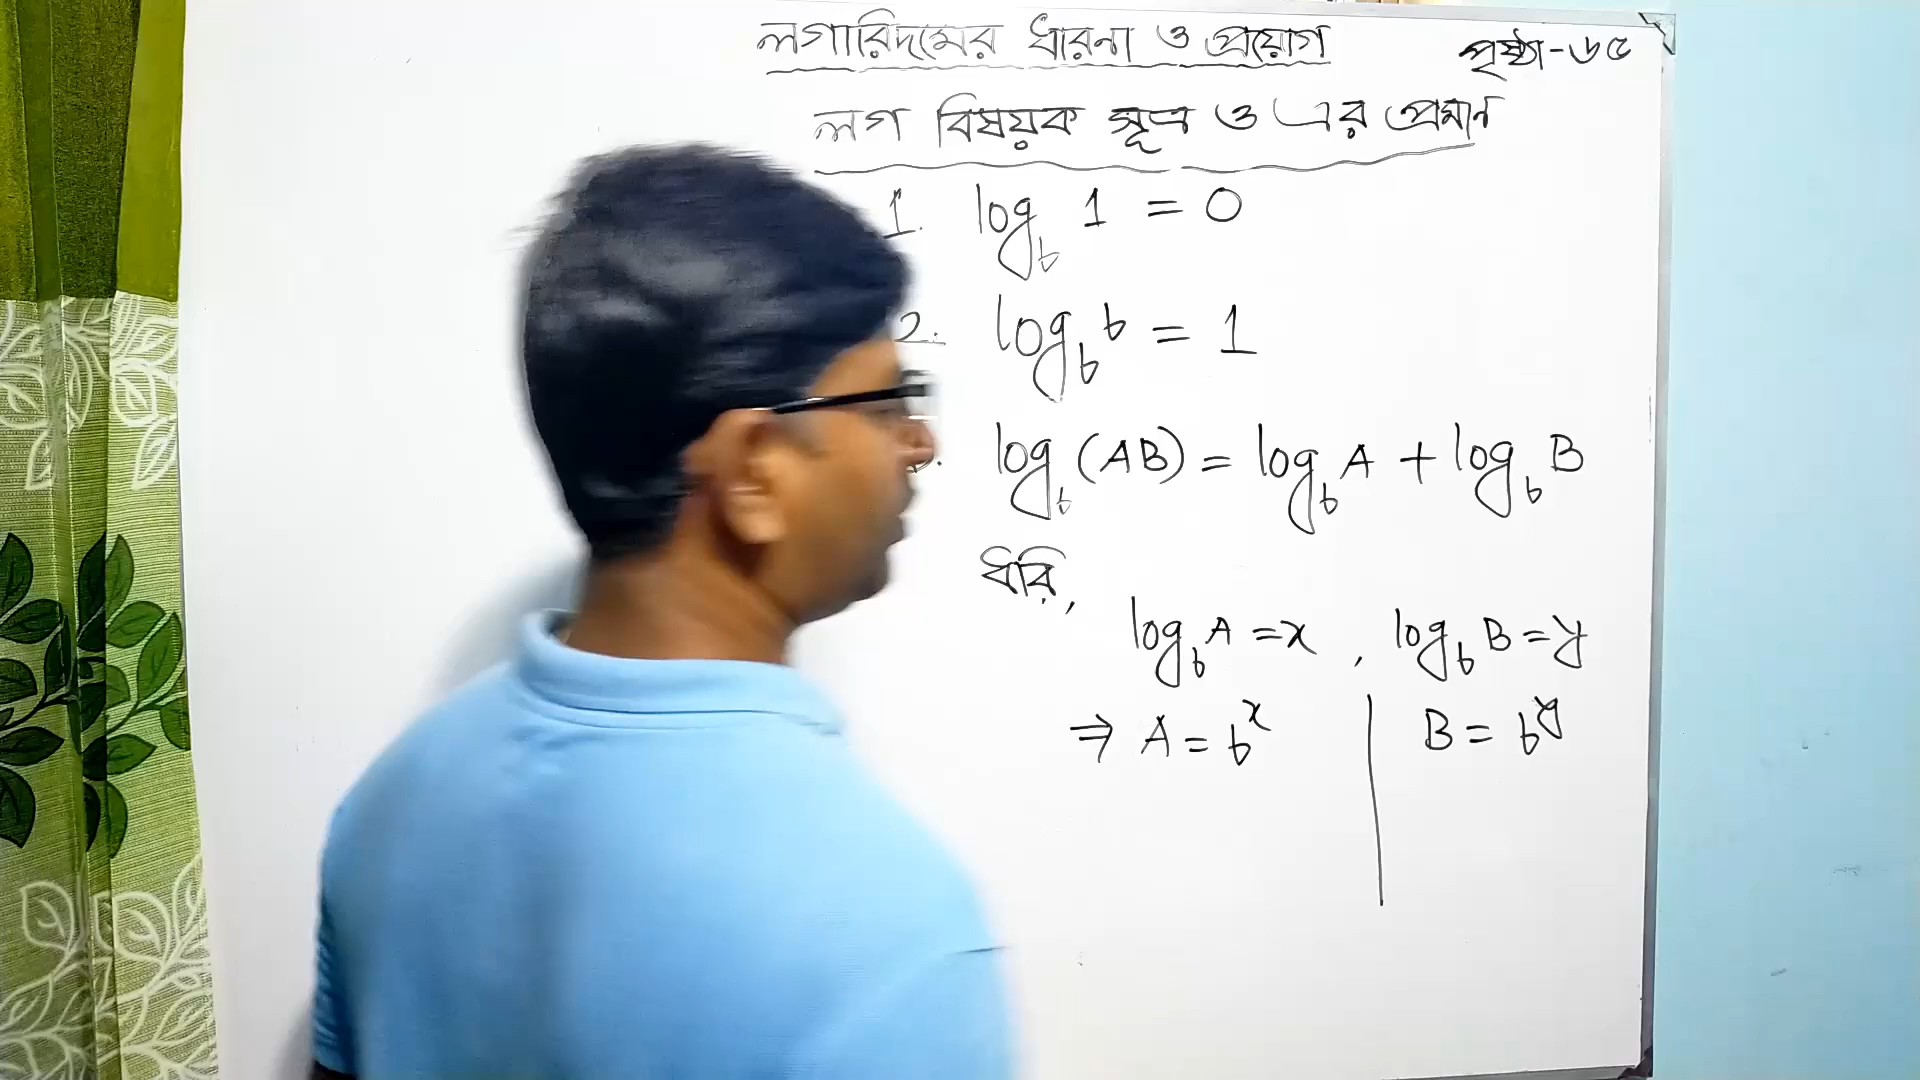 লগারিদমের ধারনা ও প্রয়োগ পৃষ্ঠা-৬৫
লগ বিষয়ক সূত্র ও এর প্রমান
1. log_b 1 = 0
2. log_b b = 1
log_b (AB) = log_b A + log_b B
ধরি,
log_b A = x , log_b B = y
⇒ A = b^x | B = b^y